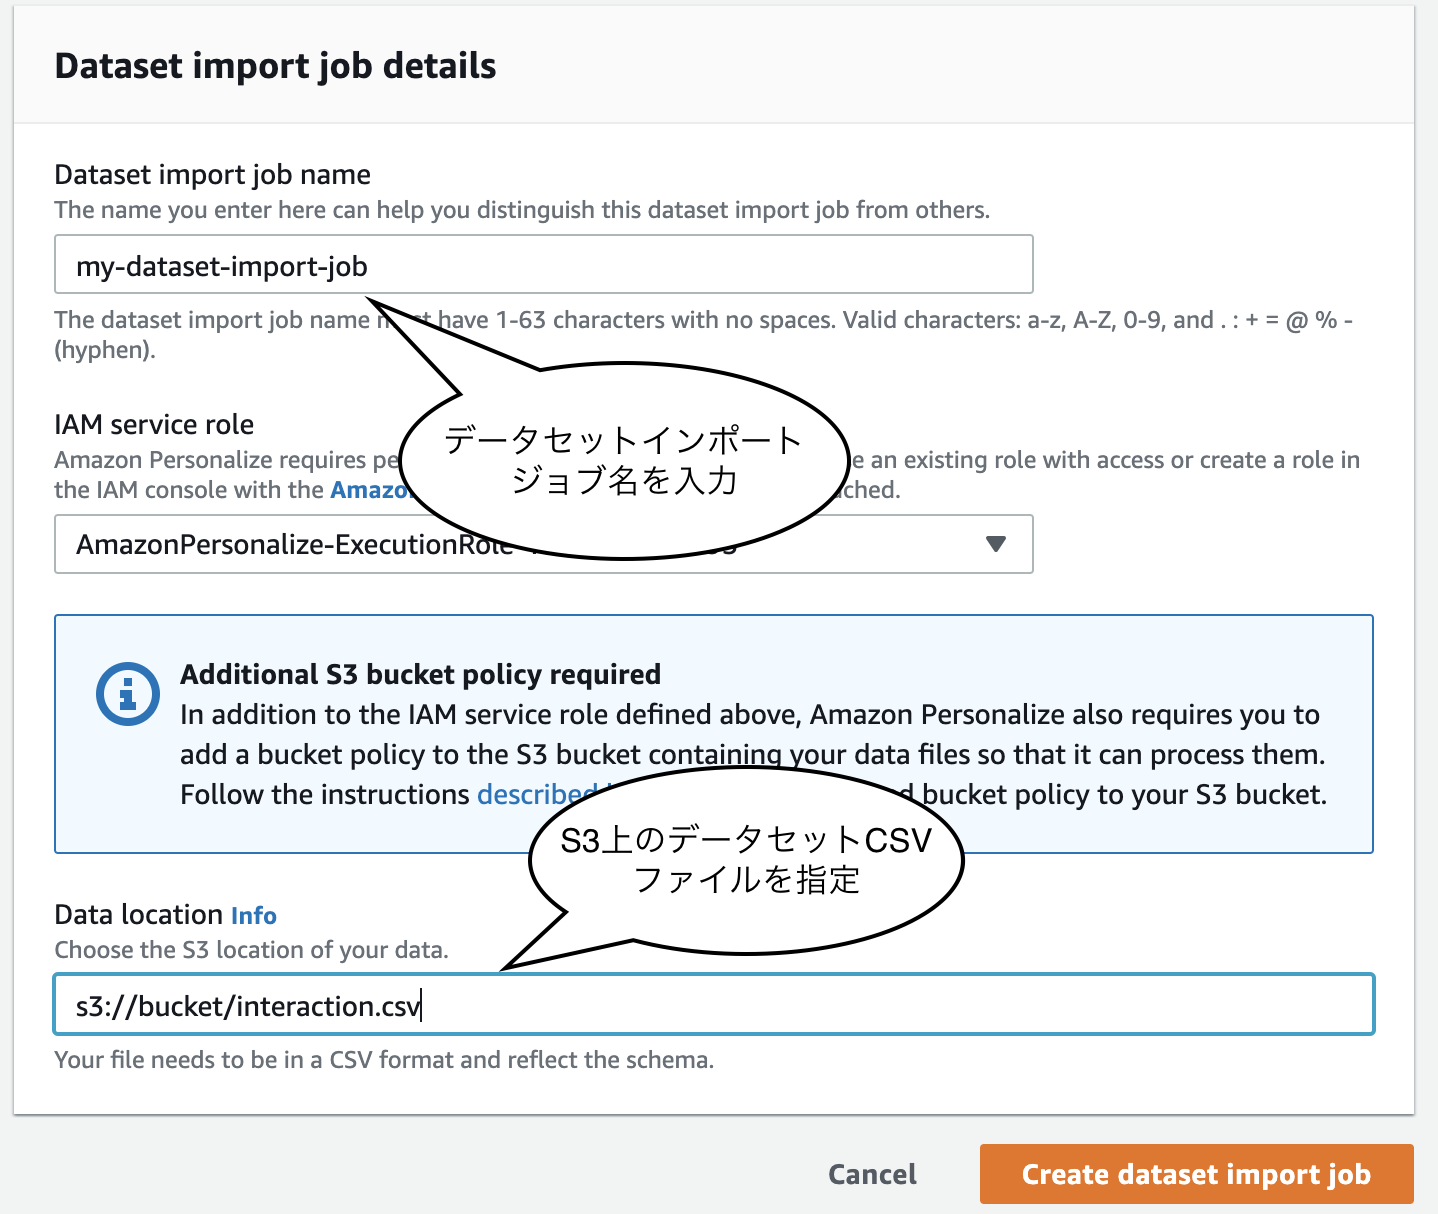 Dataset import job details
Dataset import job name
The name you enter here can help you distinguish this dataset import job from others.
my-dataset-import-job
The dataset import job name must have 1-63 characters with no spaces. Valid characters: a-z, A-Z, 0-9, and . : + = @ % -
(hyphen).
データセットインポート
ジョブ名を入力
IAM service role
Amazon Personalize requires an existing role with access or create a role in
the IAM console with the
AmazonPersonalize-ExecutionRole
Additional S3 bucket policy required
In addition to the IAM service role defined above, Amazon Personalize also requires you to
add a bucket policy to the S3 bucket containing your data files so that it can process them.
Follow the instructions described bucket policy to your S3 bucket.
S3上のデータセットCSV
ファイルを指定
Data location Info
Choose the S3 location of your data.
s3://bucket/interaction.csv
Your file needs to be in a CSV format and reflect the schema.
Cancel
Create dataset import job